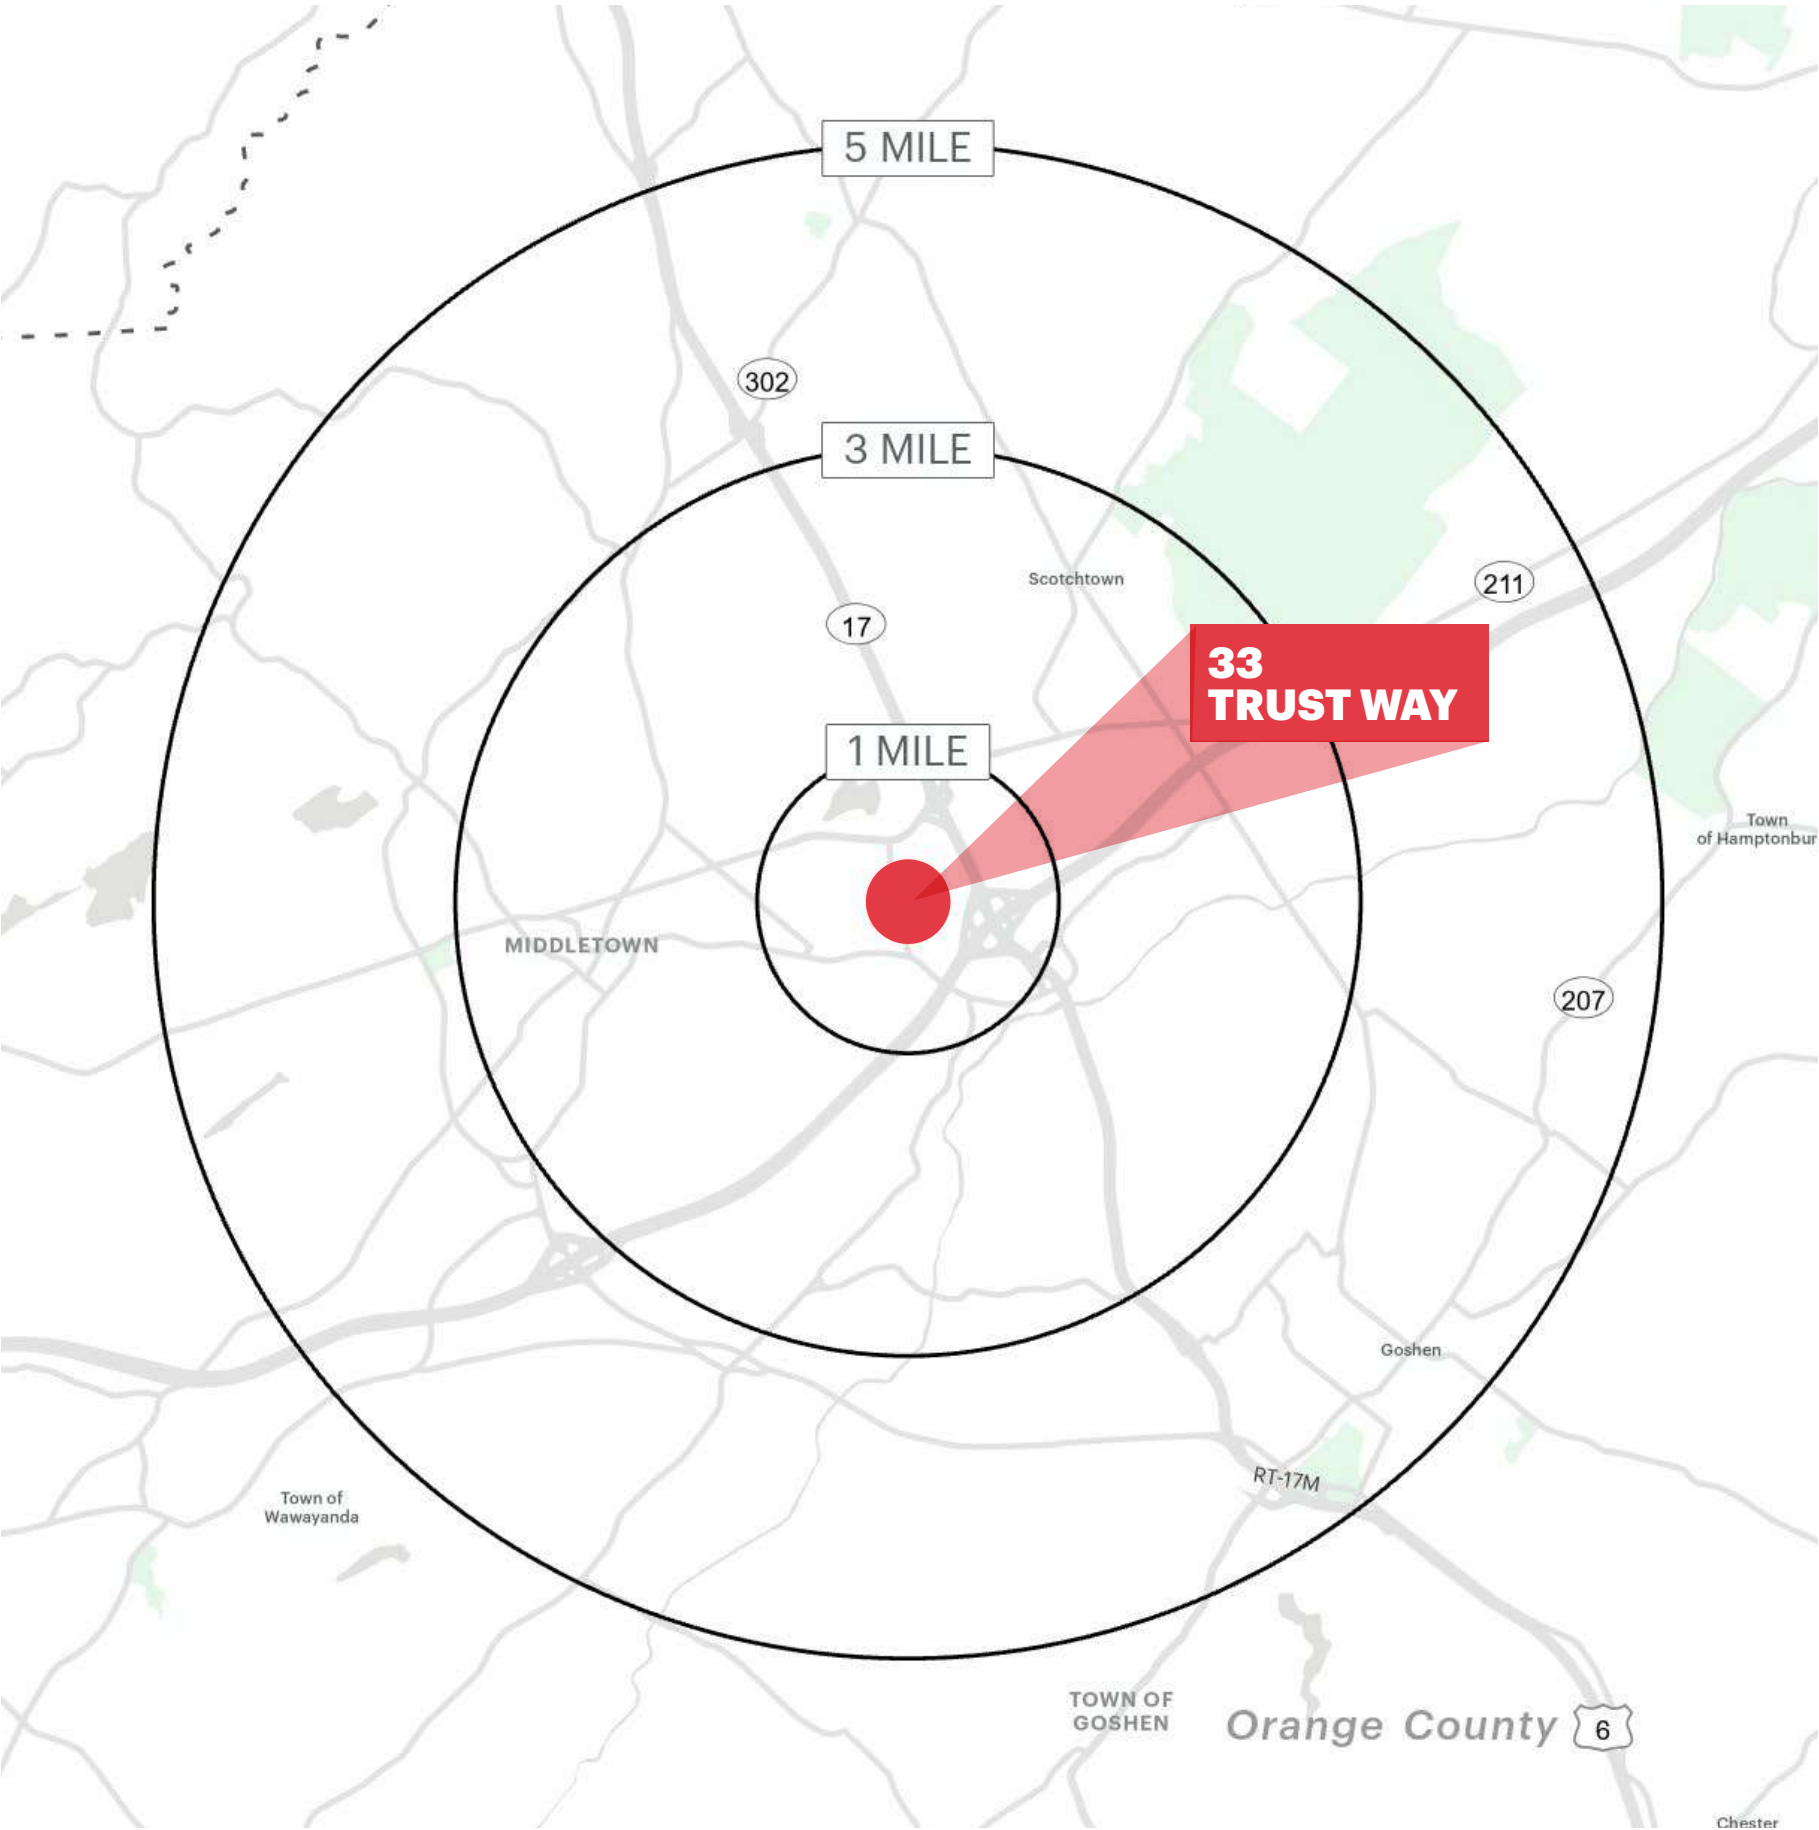 5 MILE
302
3 MILE
Scotchtown
211
17
33
TRUST WAY
1 MILE
Town
of Hamptonbur
MIDDLETOWN
207
Goshen
RT-17M
Town of
Wawayanda
TOWN OF
GOSHEN
Orange County
6
Chester